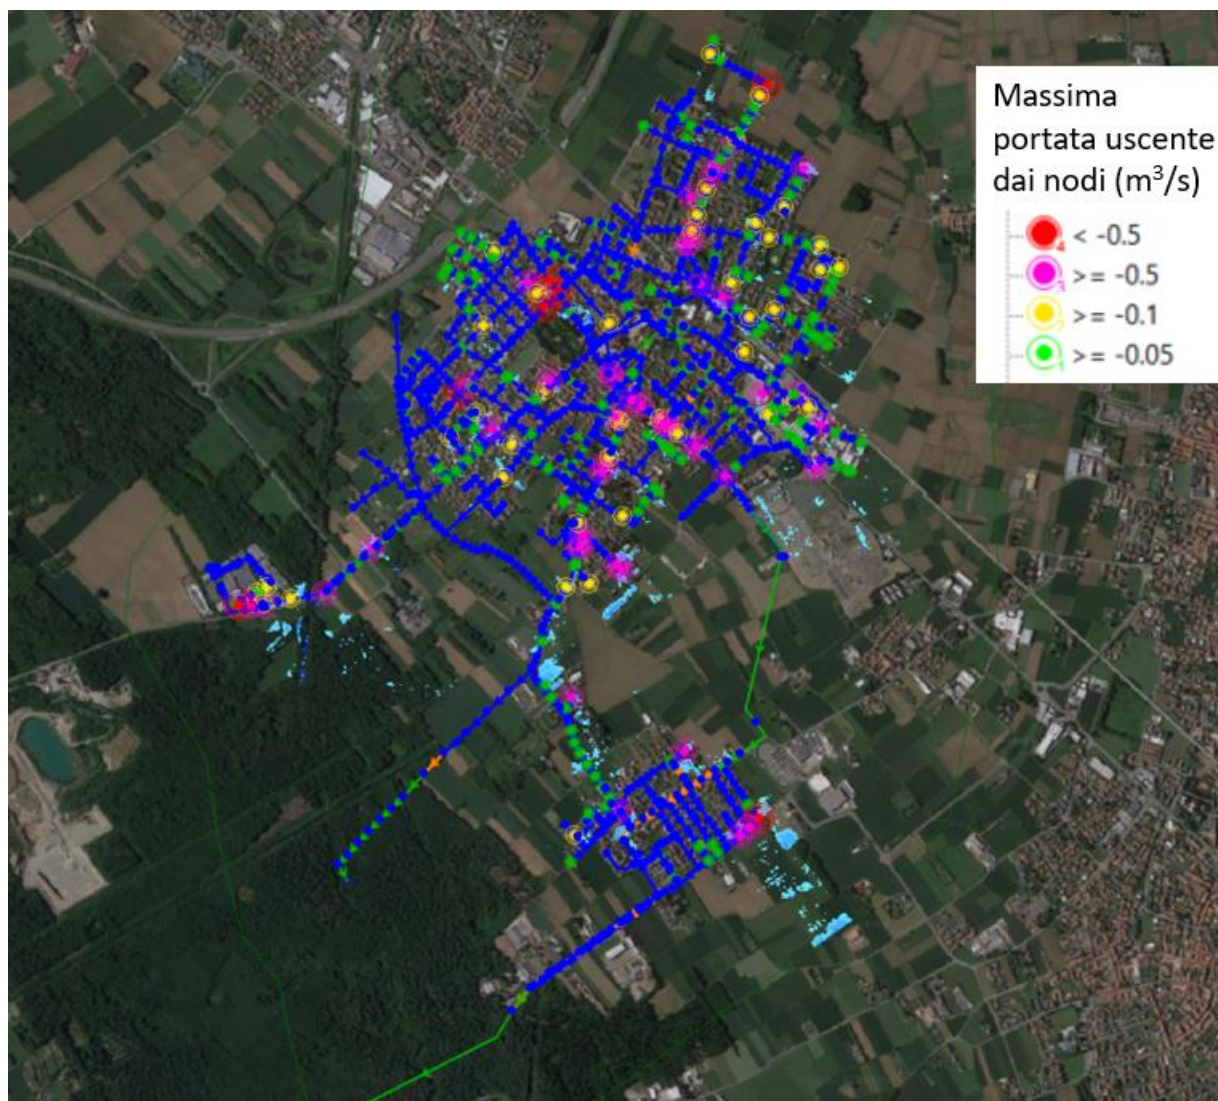 Massima
portata uscente
dai nodi (m³/s)
< -0.5
>= -0.5
>= -0.1
>= -0.05